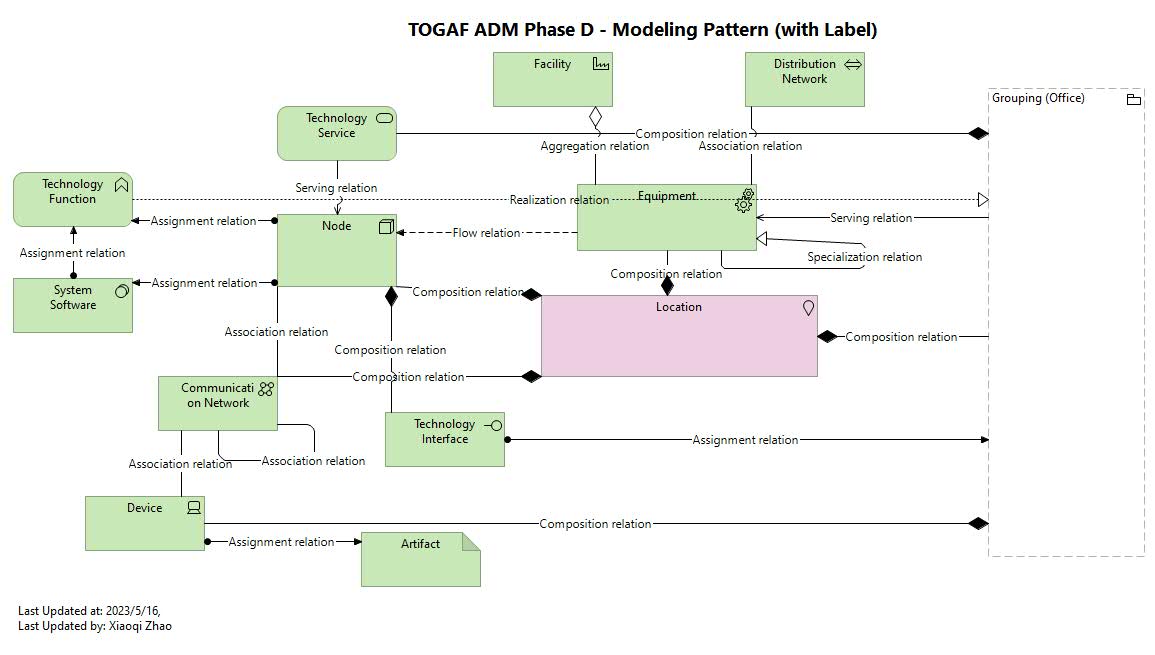 TOGAF ADM Phase D - Modeling Pattern (with Label)
Facility
Distribution
Network
Grouping (Office)
Technology
Service
Composition relation
Aggregation relation
Association relation
Technology
Function
Serving relation
Realization relation
Equipment
Assignment relation
Node
Serving relation
Flow relation
Assignment relation
Specialization relation
Composition relation
System
Software
Assignment relation
Composition relation
Location
Association relation
Composition relation
Composition relation
Composition relation
Communicati
on Network
Technology
Interface
Assignment relation
Association relation
Association relation
Device
Composition relation
Assignment relation
Artifact
Last Updated at: 2023/5/16,
Last Updated by: Xiaoqi Zhao